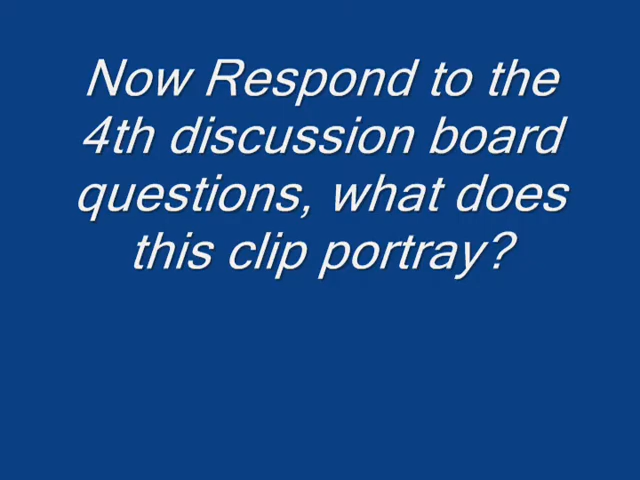 Now Respond to the
4th discussion board
questions, what does
this clip portray?